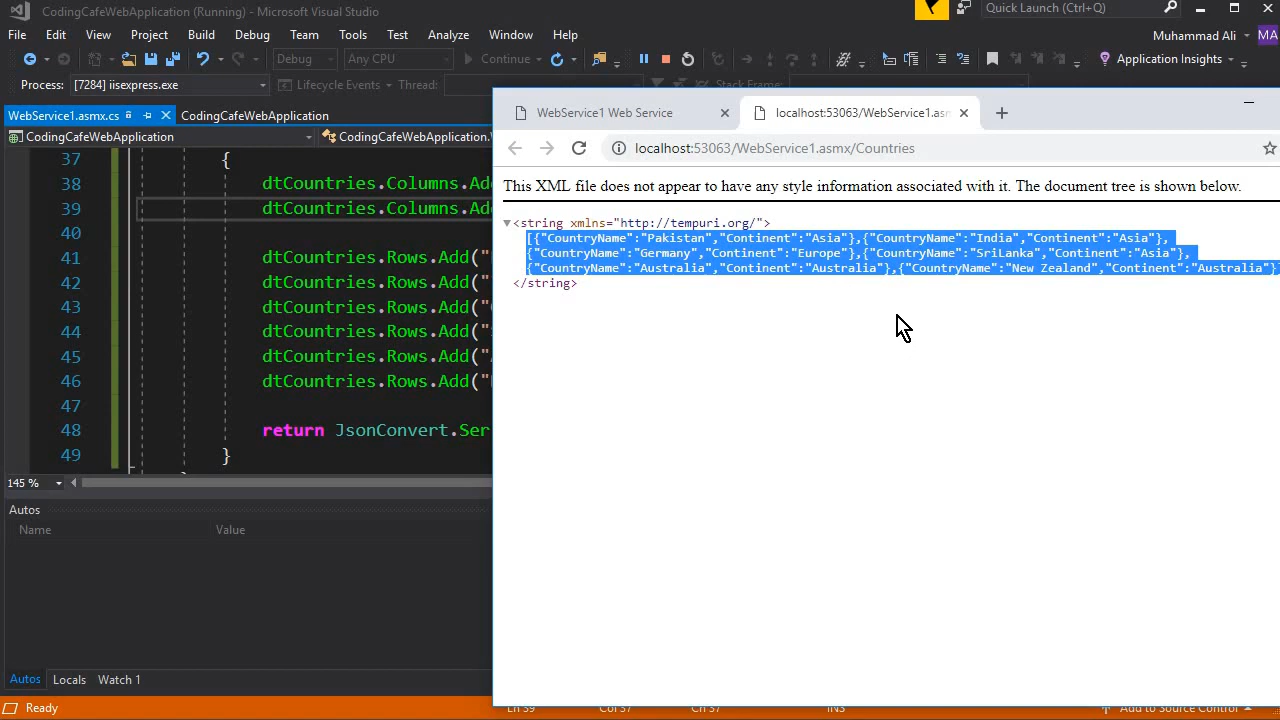 CodingCafeWebApplication (Running) - Microsoft Visual Studio
Quick Launch (Ctrl+Q)
File Edit View Project Build Debug Team Tools Test Analyze Window Help
Muhammad Ali MA
Debug Any CPU Continue Application Insights
Process: [7284] iisexpress.exe Lifecycle Events Thread: Stack Frame:
WebService1.asmx.cs CodingCafeWebApplication
CodingCafeWebApplication CodingCafeWebApplication.
37 {
38 dtCountries.Columns.Add
39 dtCountries.Columns.Add
40
41 dtCountries.Rows.Add("
42 dtCountries.Rows.Add("
43 dtCountries.Rows.Add("
44 dtCountries.Rows.Add("
45 dtCountries.Rows.Add("
46 dtCountries.Rows.Add("
47
48 return JsonConvert.Ser
49 }
145 %
Autos
Name Value
Autos Locals Watch 1
Ready Ln 39 Col 37 Ch 37 INS Add to Source Control
WebService1 Web Service localhost:53063/WebService1.asm
localhost:53063/WebService1.asmx/Countries
This XML file does not appear to have any style information associated with it. The document tree is shown below.
<string xmlns="http://tempuri.org/">
[{"CountryName":"Pakistan","Continent":"Asia"},{"CountryName":"India","Continent":"Asia"},
{"CountryName":"Germany","Continent":"Europe"},{"CountryName":"SriLanka","Continent":"Asia"},
{"CountryName":"Australia","Continent":"Australia"},{"CountryName":"New Zealand","Continent":"Australia"}]
</string>